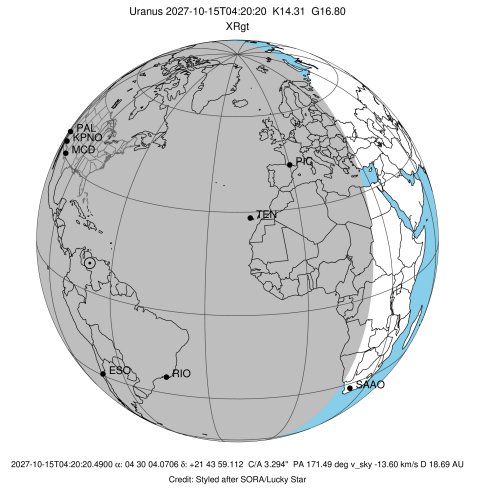 Uranus 2027-10-15T04:20:20 K14.31 G16.80
XRgt
PAL
KPNO
MCD
PIC
TEN
ESO
RIO
SAAO
2027-10-15T04:20:20.4900 α: 04 30 04.0706 δ: +21 43 59.112 C/A 3.294" PA 171.49 deg v_sky -13.60 km/s D 18.69 AU
Credit: Styled after SORA/Lucky Star